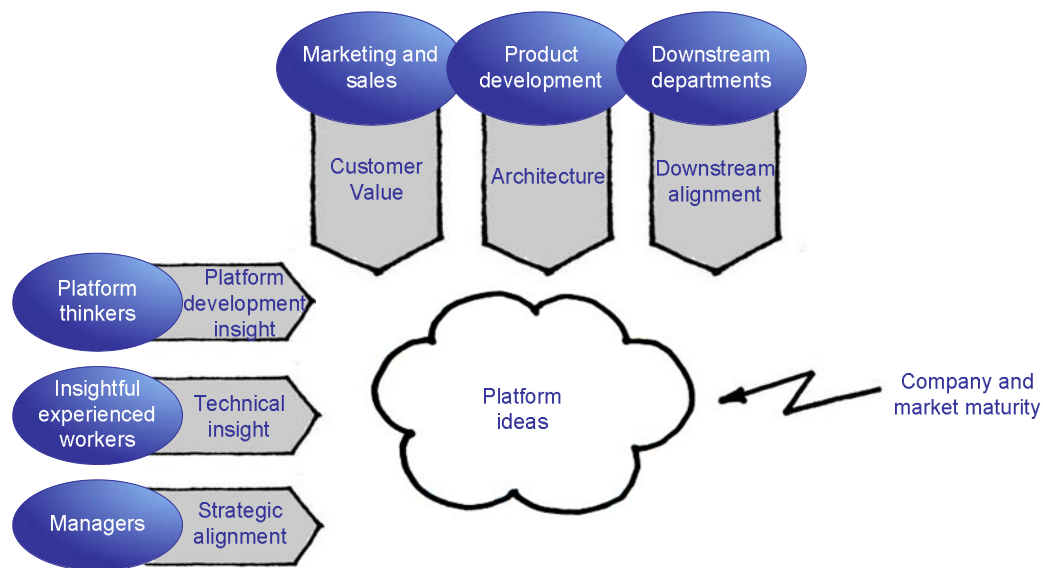 Marketing and
sales
Product
development
Downstream
departments
Customer
Value
Architecture
Downstream
alignment
Platform
thinkers
Platform
development
insight
Insightful
experienced
workers
Technical
insight
Managers
Strategic
alignment
Platform
ideas
Company and
market maturity